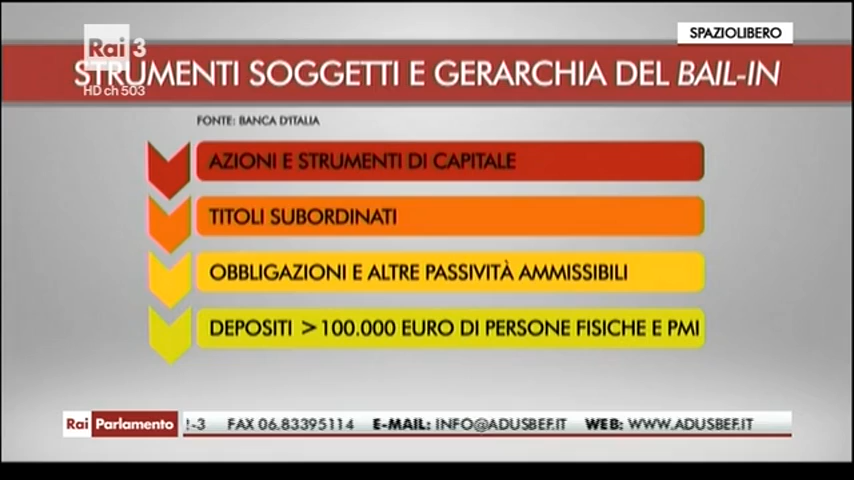 SPAZIOLIBERO
Rai 3
HD ch 503
STRUMENTI SOGGETTI E GERARCHIA DEL BAIL-IN
FONTE: BANCA D'ITALIA
AZIONI E STRUMENTI DI CAPITALE
TITOLI SUBORDINATI
OBBLIGAZIONI E ALTRE PASSIVITÀ AMMISSIBILI
DEPOSITI > 100.000 EURO DI PERSONE FISICHE E PMI
Rai Parlamento
-3 FAX 06.83395114 E-MAIL: INFO@ADUSBEF.IT WEB: WWW.ADUSBEF.IT